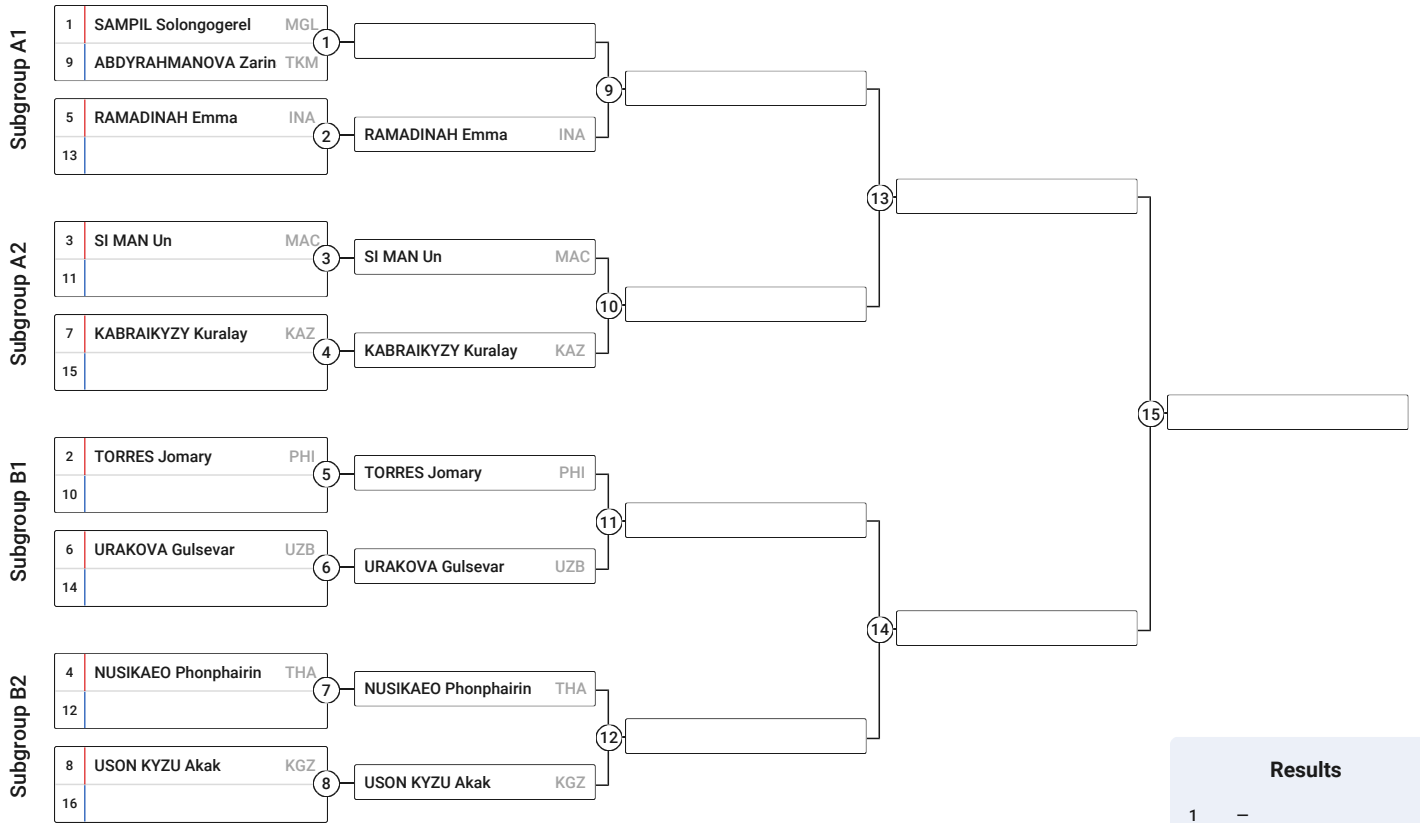 Subgroup A1
1 SAMPIL Solongogerel MGL
9 ABDYRAHMANOVA Zarin TKM
1
5 RAMADINAH Emma INA
13
2
RAMADINAH Emma INA
9
Subgroup A2
3 SI MAN Un MAC
11
3
SI MAN Un MAC
7 KABRAIKYZY Kuralay KAZ
15
4
KABRAIKYZY Kuralay KAZ
10
13
Subgroup B1
2 TORRES Jomary PHI
10
5
TORRES Jomary PHI
6 URAKOVA Gulsevar UZB
14
6
URAKOVA Gulsevar UZB
11
Subgroup B2
4 NUSIKAEO Phonphairin THA
12
7
NUSIKAEO Phonphairin THA
8 USON KYZU Akak KGZ
16
8
USON KYZU Akak KGZ
12
14
15
Results
1 –